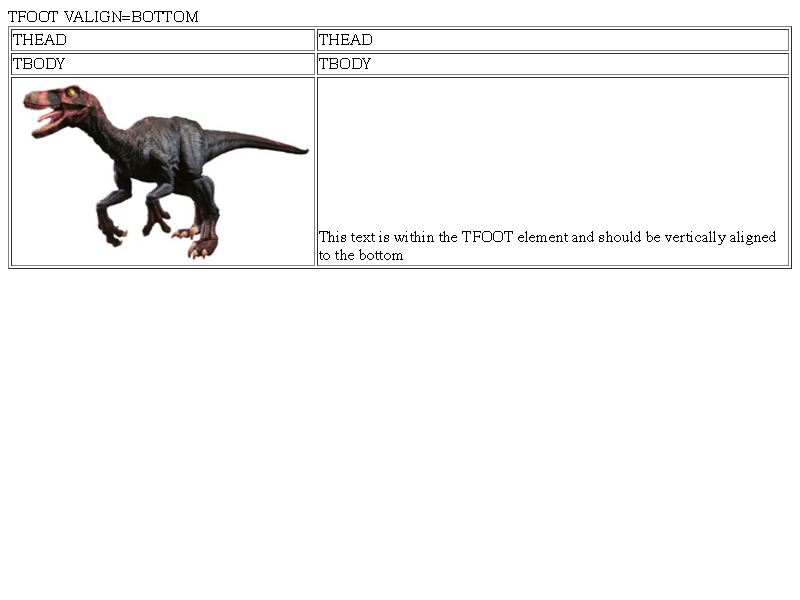 TFOOT VALIGN=BOTTOM
THEAD THEAD
TBODY TBODY
This text is within the TFOOT element and should be vertically aligned
to the bottom